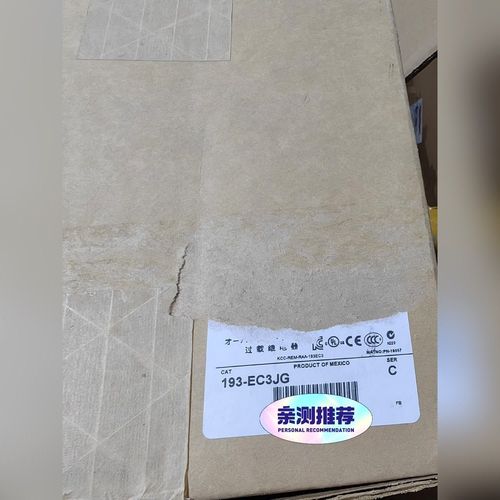 过载继电器
KCC-REM-RAA-193EC3
PRODUCT OF MEXICO
CAT
193-EC3JG
SER
C
亲测推荐
PERSONAL RECOMMENDATION